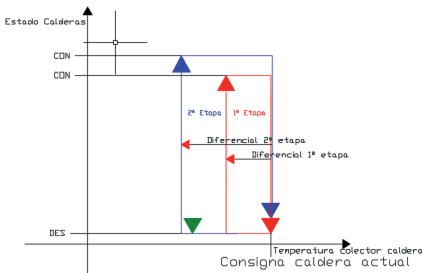 Estado Calderas
CON
CON
2ª Etapa 1ª Etapa
Diferencial 2ª etapa
Diferencial 1ª etapa
DES
Temperatura colector caldera
Consigna caldera actual